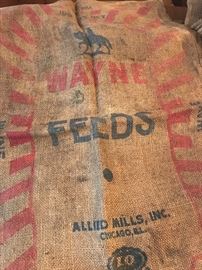 WAYNE
FEEDS
ALLIED MILLS, INC.
CHICAGO, ILL.